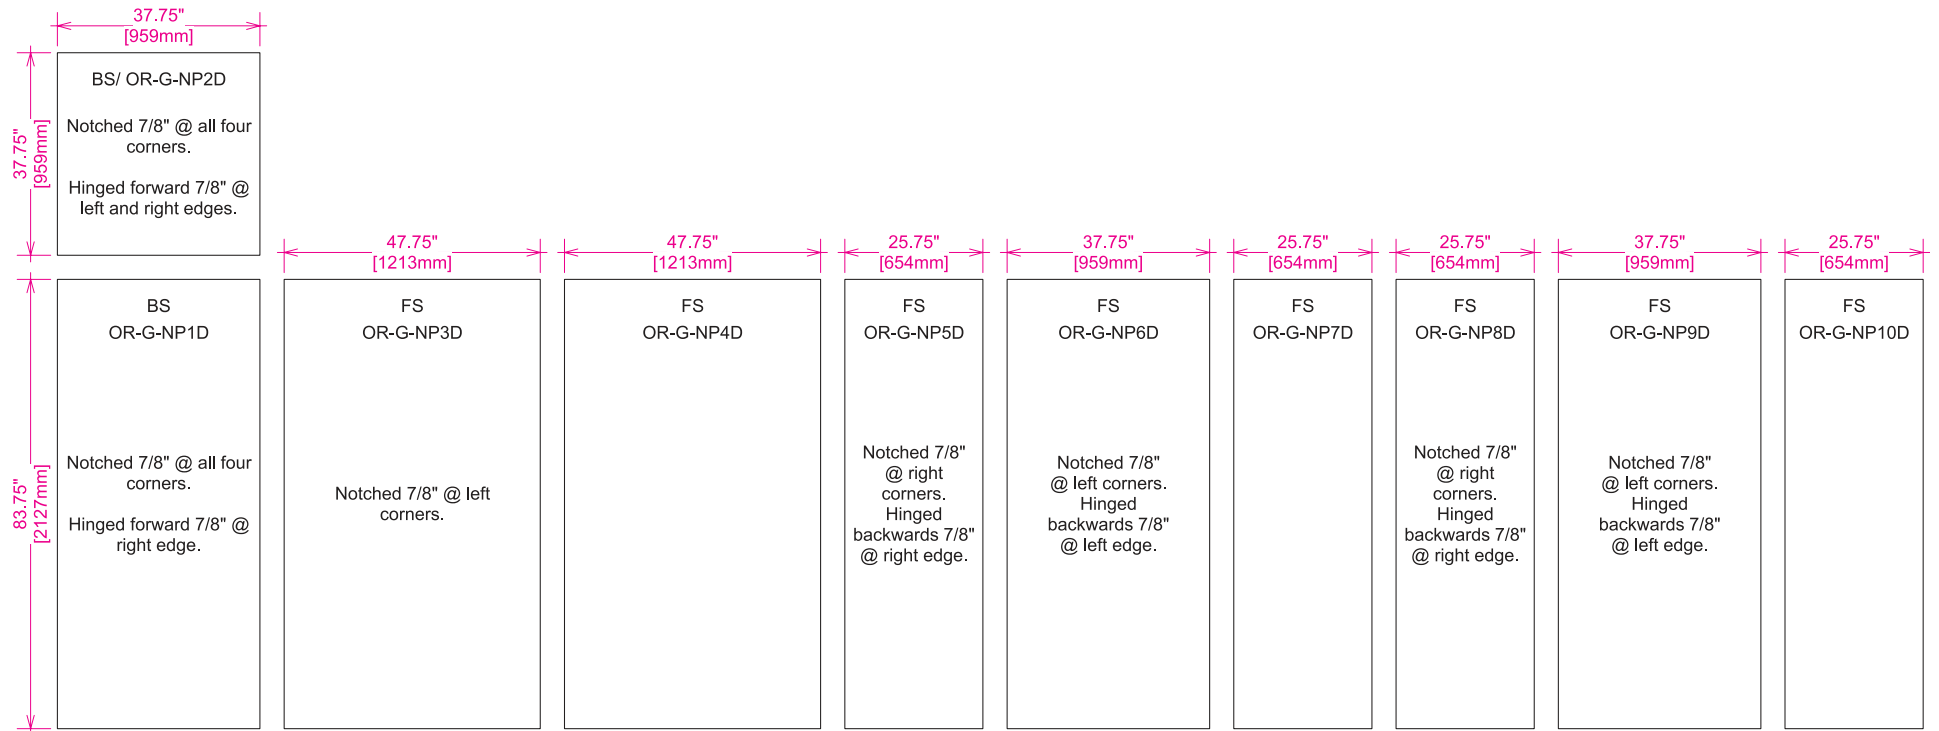 37.75"
[959mm]
37.75"
[959mm]
BS/ OR-G-NP2D
Notched 7/8" @ all four
corners.
Hinged forward 7/8" @
left and right edges.
83.75"
[2127mm]
BS
OR-G-NP1D
Notched 7/8" @ all four
corners.
Hinged forward 7/8" @
right edge.
47.75"
[1213mm]
FS
OR-G-NP3D
Notched 7/8" @ left
corners.
47.75"
[1213mm]
FS
OR-G-NP4D
25.75"
[654mm]
FS
OR-G-NP5D
Notched 7/8"
@ right
corners.
Hinged
backwards 7/8"
@ right edge.
37.75"
[959mm]
FS
OR-G-NP6D
Notched 7/8"
@ left corners.
Hinged
backwards 7/8"
@ left edge.
25.75"
[654mm]
FS
OR-G-NP7D
25.75"
[654mm]
FS
OR-G-NP8D
Notched 7/8"
@ right
corners.
Hinged
backwards 7/8"
@ right edge.
37.75"
[959mm]
FS
OR-G-NP9D
Notched 7/8"
@ left corners.
Hinged
backwards 7/8"
@ left edge.
25.75"
[654mm]
FS
OR-G-NP10D